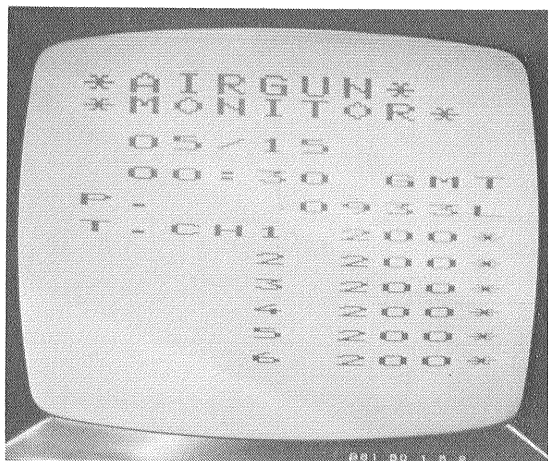 *AIRGUN*
*MONITOR*
05/15
00:30 GMT
P- 0933L
T-CH1 200*
2 200*
3 200*
4 200*
5 200*
6 200*